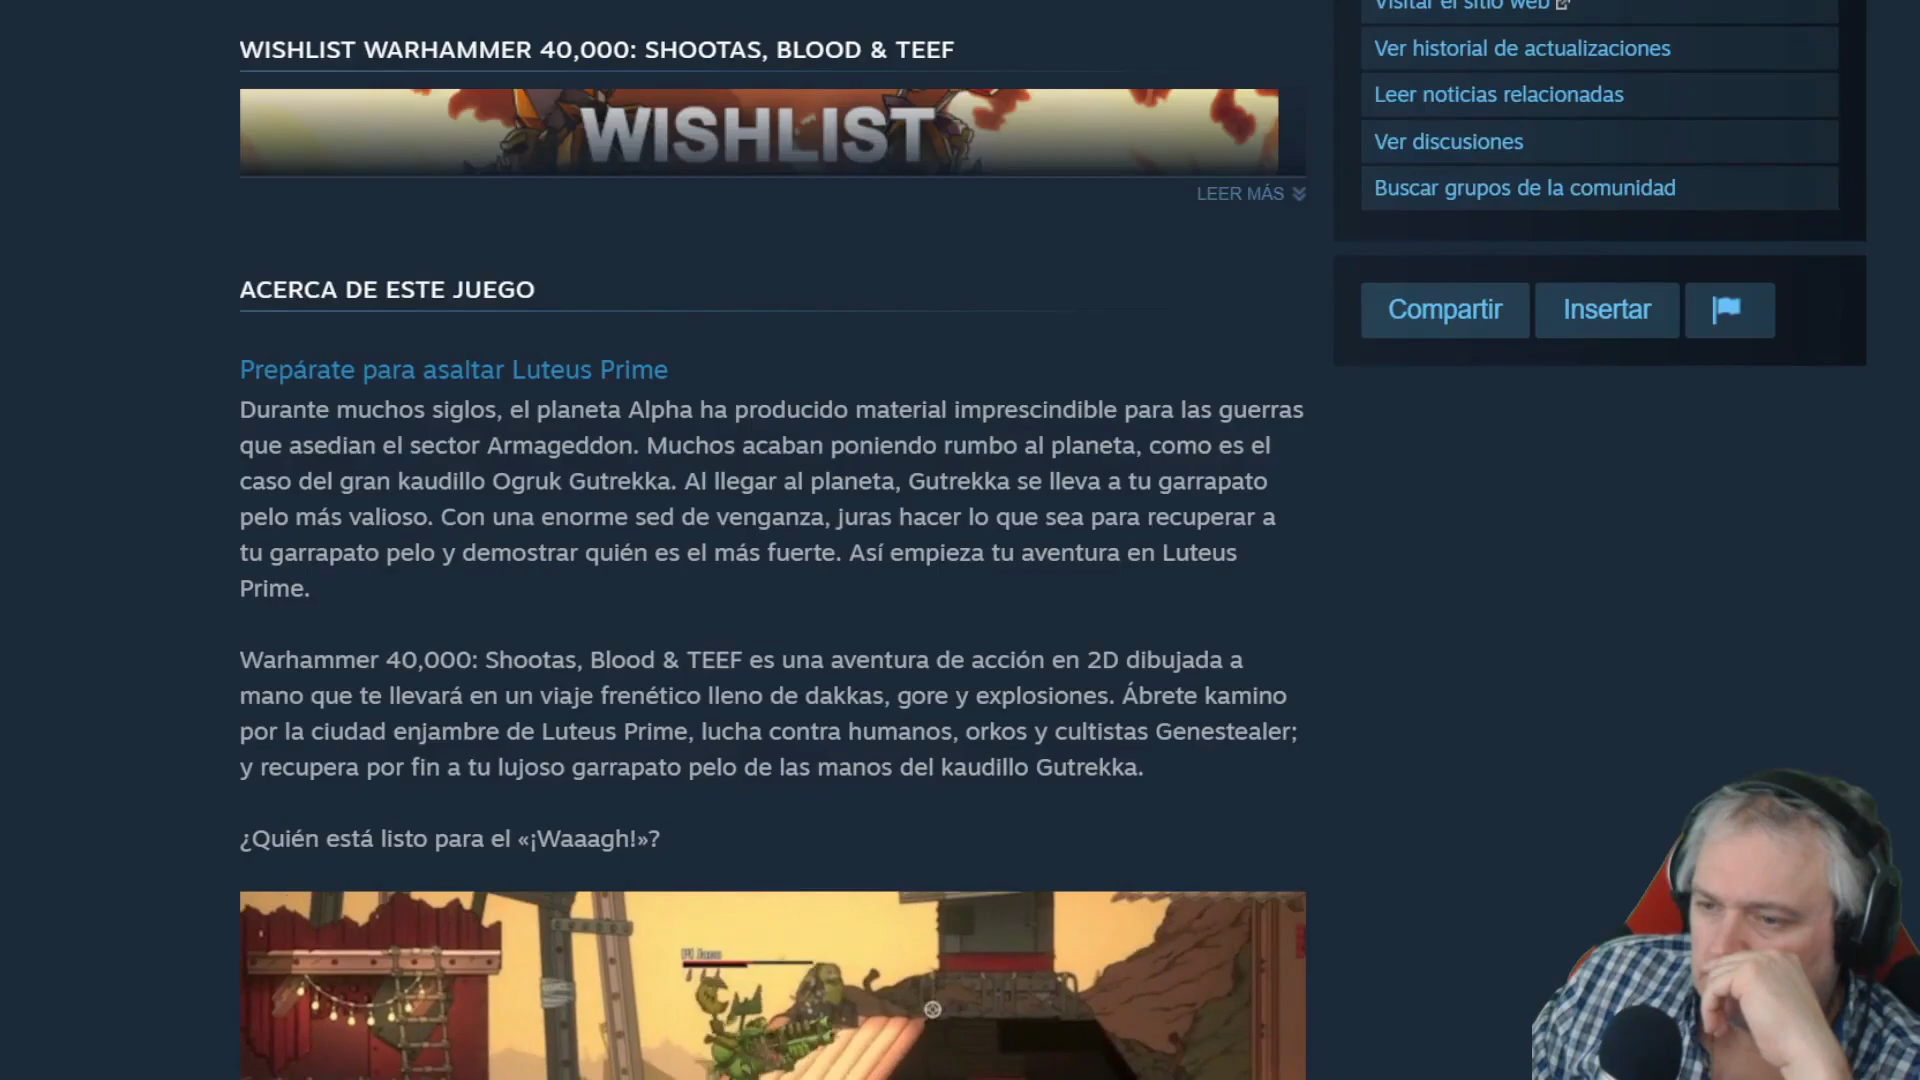 WISHLIST WARHAMMER 40,000: SHOOTAS, BLOOD & TEEF
WISHLIST
LEER MÁS
ACERCA DE ESTE JUEGO
Prepárate para asaltar Luteus Prime
Durante muchos siglos, el planeta Alpha ha producido material imprescindible para las guerras
que asedian el sector Armageddon. Muchos acaban poniendo rumbo al planeta, como es el
caso del gran kaudillo Ogruk Gutrekka. Al llegar al planeta, Gutrekka se lleva a tu garrapato
pelo más valioso. Con una enorme sed de venganza, juras hacer lo que sea para recuperar a
tu garrapato pelo y demostrar quién es el más fuerte. Así empieza tu aventura en Luteus
Prime.
Warhammer 40,000: Shootas, Blood & TEEF es una aventura de acción en 2D dibujada a
mano que te llevará en un viaje frenético lleno de dakkas, gore y explosiones. Ábrete kamino
por la ciudad enjambre de Luteus Prime, lucha contra humanos, orkos y cultistas Genestealer;
y recupera por fin a tu lujoso garrapato pelo de las manos del kaudillo Gutrekka.
¿Quién está listo para el «¡Waaagh!»?
Visitar el sitio web
Ver historial de actualizaciones
Leer noticias relacionadas
Ver discusiones
Buscar grupos de la comunidad
Compartir
Insertar